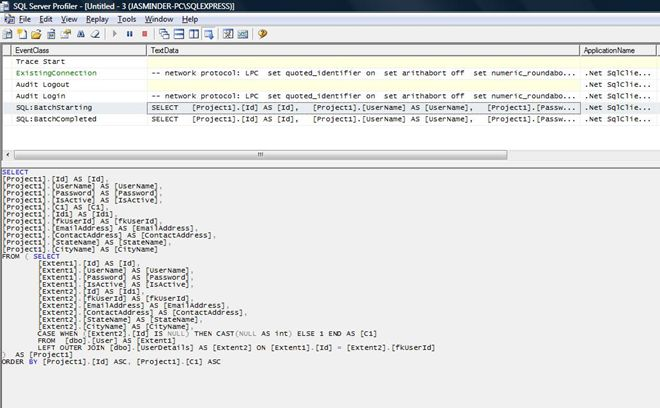 SQL Server Profiler - [Untitled - 3 (JASMINDER-PC\SQLEXPRESS)]
File Edit View Replay Tools Window Help
EventClass TextData ApplicationName
Trace Start
ExistingConnection -- network protocol: LPC set quoted_identifier on set arithabort off set numeric_roundabo... .Net SqlClie...
Audit Logout .Net SqlClie...
Audit Login -- network protocol: LPC set quoted_identifier on set arithabort off set numeric_roundabo... .Net SqlClie...
SQL:BatchStarting SELECT [Project1].[Id] AS [Id], [Project1].[UserName] AS [UserName], [Project1].[Passw... .Net SqlClie...
SQL:BatchCompleted SELECT [Project1].[Id] AS [Id], [Project1].[UserName] AS [UserName], [Project1].[Passw... .Net SqlClie...
SELECT
[Project1].[Id] AS [Id],
[Project1].[UserName] AS [UserName],
[Project1].[Password] AS [Password],
[Project1].[IsActive] AS [IsActive],
[Project1].[C1] AS [C1],
[Project1].[Id1] AS [Id1],
[Project1].[fkUserId] AS [fkUserId],
[Project1].[EmailAddress] AS [EmailAddress],
[Project1].[ContactAddress] AS [ContactAddress],
[Project1].[StateName] AS [StateName],
[Project1].[CityName] AS [CityName]
FROM ( SELECT
[Extent1].[Id] AS [Id],
[Extent1].[UserName] AS [UserName],
[Extent1].[Password] AS [Password],
[Extent1].[IsActive] AS [IsActive],
[Extent2].[Id] AS [Id1],
[Extent2].[fkUserId] AS [fkUserId],
[Extent2].[EmailAddress] AS [EmailAddress],
[Extent2].[ContactAddress] AS [ContactAddress],
[Extent2].[StateName] AS [StateName],
[Extent2].[CityName] AS [CityName],
CASE WHEN ([Extent2].[Id] IS NULL) THEN CAST(NULL AS int) ELSE 1 END AS [C1]
FROM [dbo].[User] AS [Extent1]
LEFT OUTER JOIN [dbo].[UserDetails] AS [Extent2] ON [Extent1].[Id] = [Extent2].[fkUserId]
) AS [Project1]
ORDER BY [Project1].[Id] ASC, [Project1].[C1] ASC